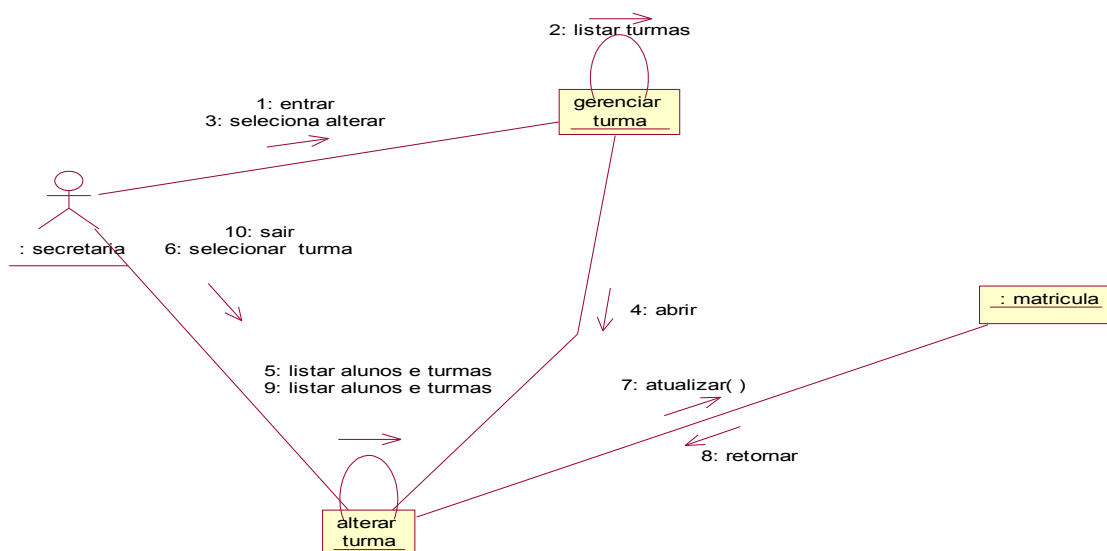 2: listar turmas
gerenciar
turma
1: entrar
3: seleciona alterar
: secretaria
10: sair
6: selecionar turma
: matricula
4: abrir
5: listar alunos e turmas
9: listar alunos e turmas
7: atualizar( )
8: retornar
alterar
turma